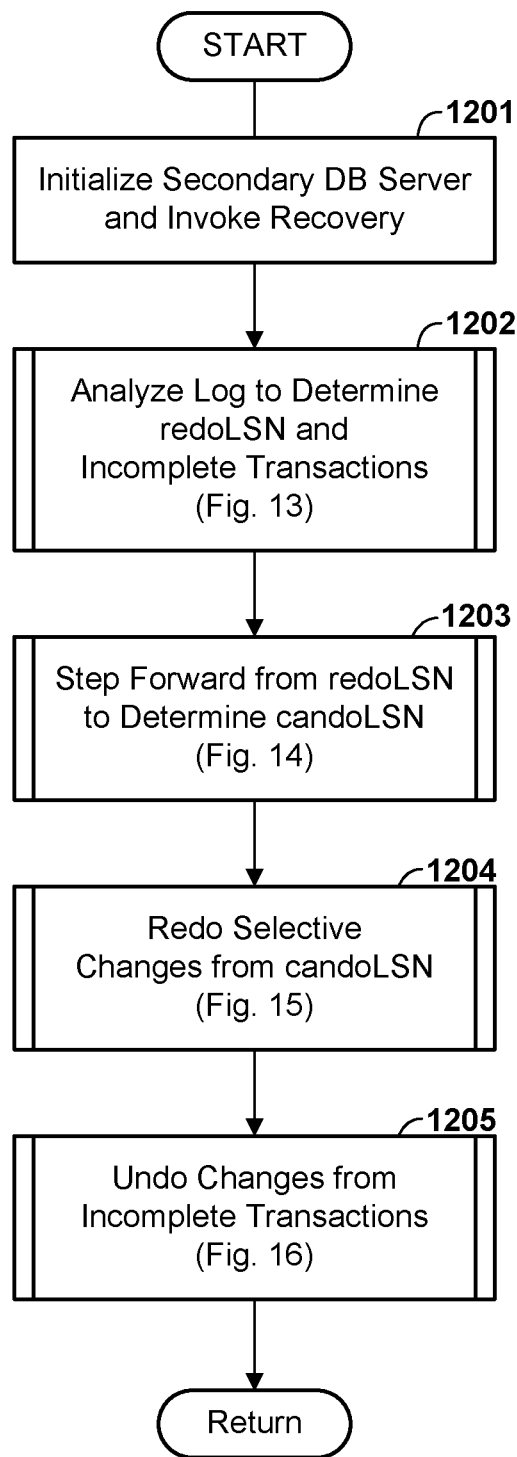 START
1201
Initialize Secondary DB Server
and Invoke Recovery
1202
Analyze Log to Determine
redoLSN and
Incomplete Transactions
(Fig. 13)
1203
Step Forward from redoLSN
to Determine candoLSN
(Fig. 14)
1204
Redo Selective
Changes from candoLSN
(Fig. 15)
1205
Undo Changes from
Incomplete Transactions
(Fig. 16)
Return